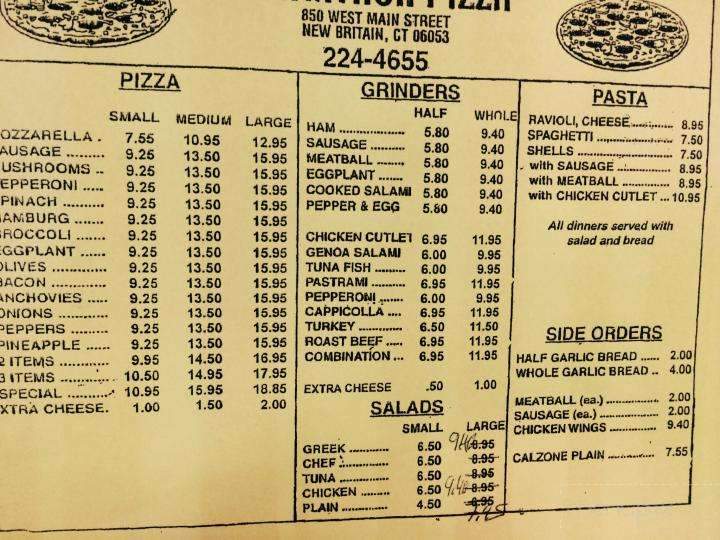 PIZZA
850 WEST MAIN STREET
NEW BRITAIN, CT 06053
224-4655
PIZZA
SMALL MEDIUM LARGE
OZZARELLA . 7.55 10.95 12.95
AUSAGE ......... 9.25 13.50 15.95
USHROOMS .. 9.25 13.50 15.95
EPPERONI ..... 9.25 13.50 15.95
PINACH ......... 9.25 13.50 15.95
HAMBURG ....... 9.25 13.50 15.95
BROCCOLI ....... 9.25 13.50 15.95
EGGPLANT ...... 9.25 13.50 15.95
OLIVES ............ 9.25 13.50 15.95
BACON ............ 9.25 13.50 15.95
ANCHOVIES ..... 9.25 13.50 15.95
ONIONS ........... 9.25 13.50 15.95
PEPPERS ......... 9.25 13.50 15.95
PINEAPPLE ...... 9.25 13.50 15.95
2 ITEMS ........... 9.95 14.50 16.95
3 ITEMS ........... 10.50 14.95 17.95
SPECIAL ........... 10.95 15.95 18.85
XTRA CHEESE. 1.00 1.50 2.00
GRINDERS
HALF WHOLE
HAM ................ 5.80 9.40
SAUSAGE ......... 5.80 9.40
MEATBALL ....... 5.80 9.40
EGGPLANT ...... 5.80 9.40
COOKED SALAMI 5.80 9.40
PEPPER & EGG 5.80 9.40
CHICKEN CUTLET 6.95 11.95
GENOA SALAMI 6.00 9.95
TUNA FISH ......... 6.00 9.95
PASTRAMI ......... 6.95 11.95
PEPPERONI ....... 6.00 9.95
CAPPICOLLA .... 6.95 11.95
TURKEY ............ 6.50 11.50
ROAST BEEF ..... 6.95 11.95
COMBINATION ... 6.95 11.95
EXTRA CHEESE .50 1.00
SALADS
SMALL LARGE
GREEK ............ 6.50 8.95
CHEF ............... 6.50 8.95
TUNA ............... 6.50 8.95
CHICKEN ......... 6.50 9.40 8.95
PLAIN .............. 4.50 6.95
7.95
PASTA
RAVIOLI, CHEESE............ 8.95
SPAGHETTI .................... 7.50
SHELLS .......................... 7.50
with SAUSAGE ............... 8.95
with MEATBALL .............. 8.95
with CHICKEN CUTLET ... 10.95
All dinners served with
salad and bread
SIDE ORDERS
HALF GARLIC BREAD ...... 2.00
WHOLE GARLIC BREAD .. 4.00
MEATBALL (ea.) ............... 2.00
SAUSAGE (ea.) ................ 2.00
CHICKEN WINGS ............. 9.40
CALZONE PLAIN .............. 7.55